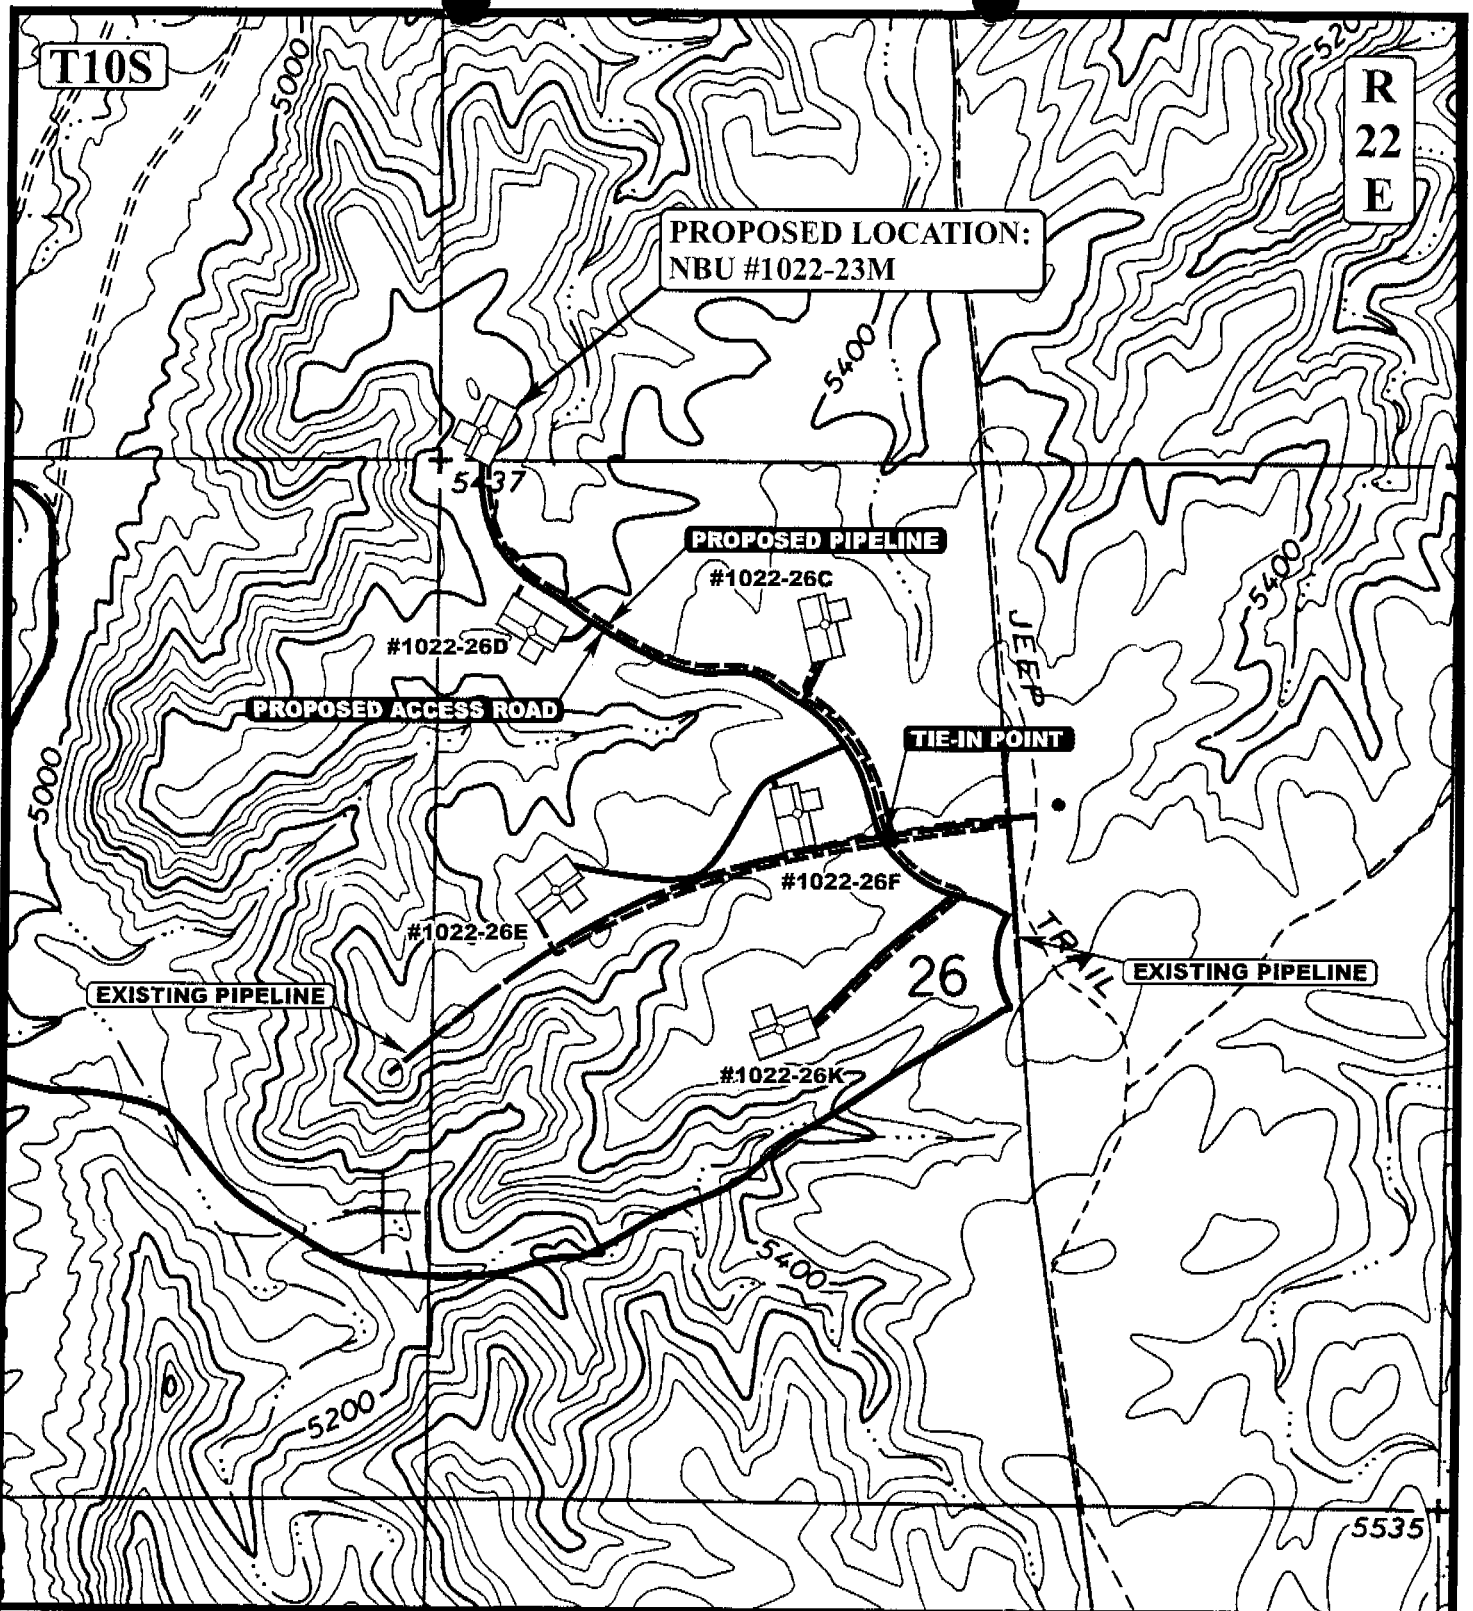 T10S
5000
5200
R
22
E
PROPOSED LOCATION:
NBU #1022-23M
5400
5437
PROPOSED PIPELINE
#1022-26C
5400
#1022-26D
JEEP
PROPOSED ACCESS ROAD
TIE-IN POINT
5000
#1022-26F
#1022-26E
TRAIL
26
EXISTING PIPELINE
EXISTING PIPELINE
#1022-26K
5400
5200
5535